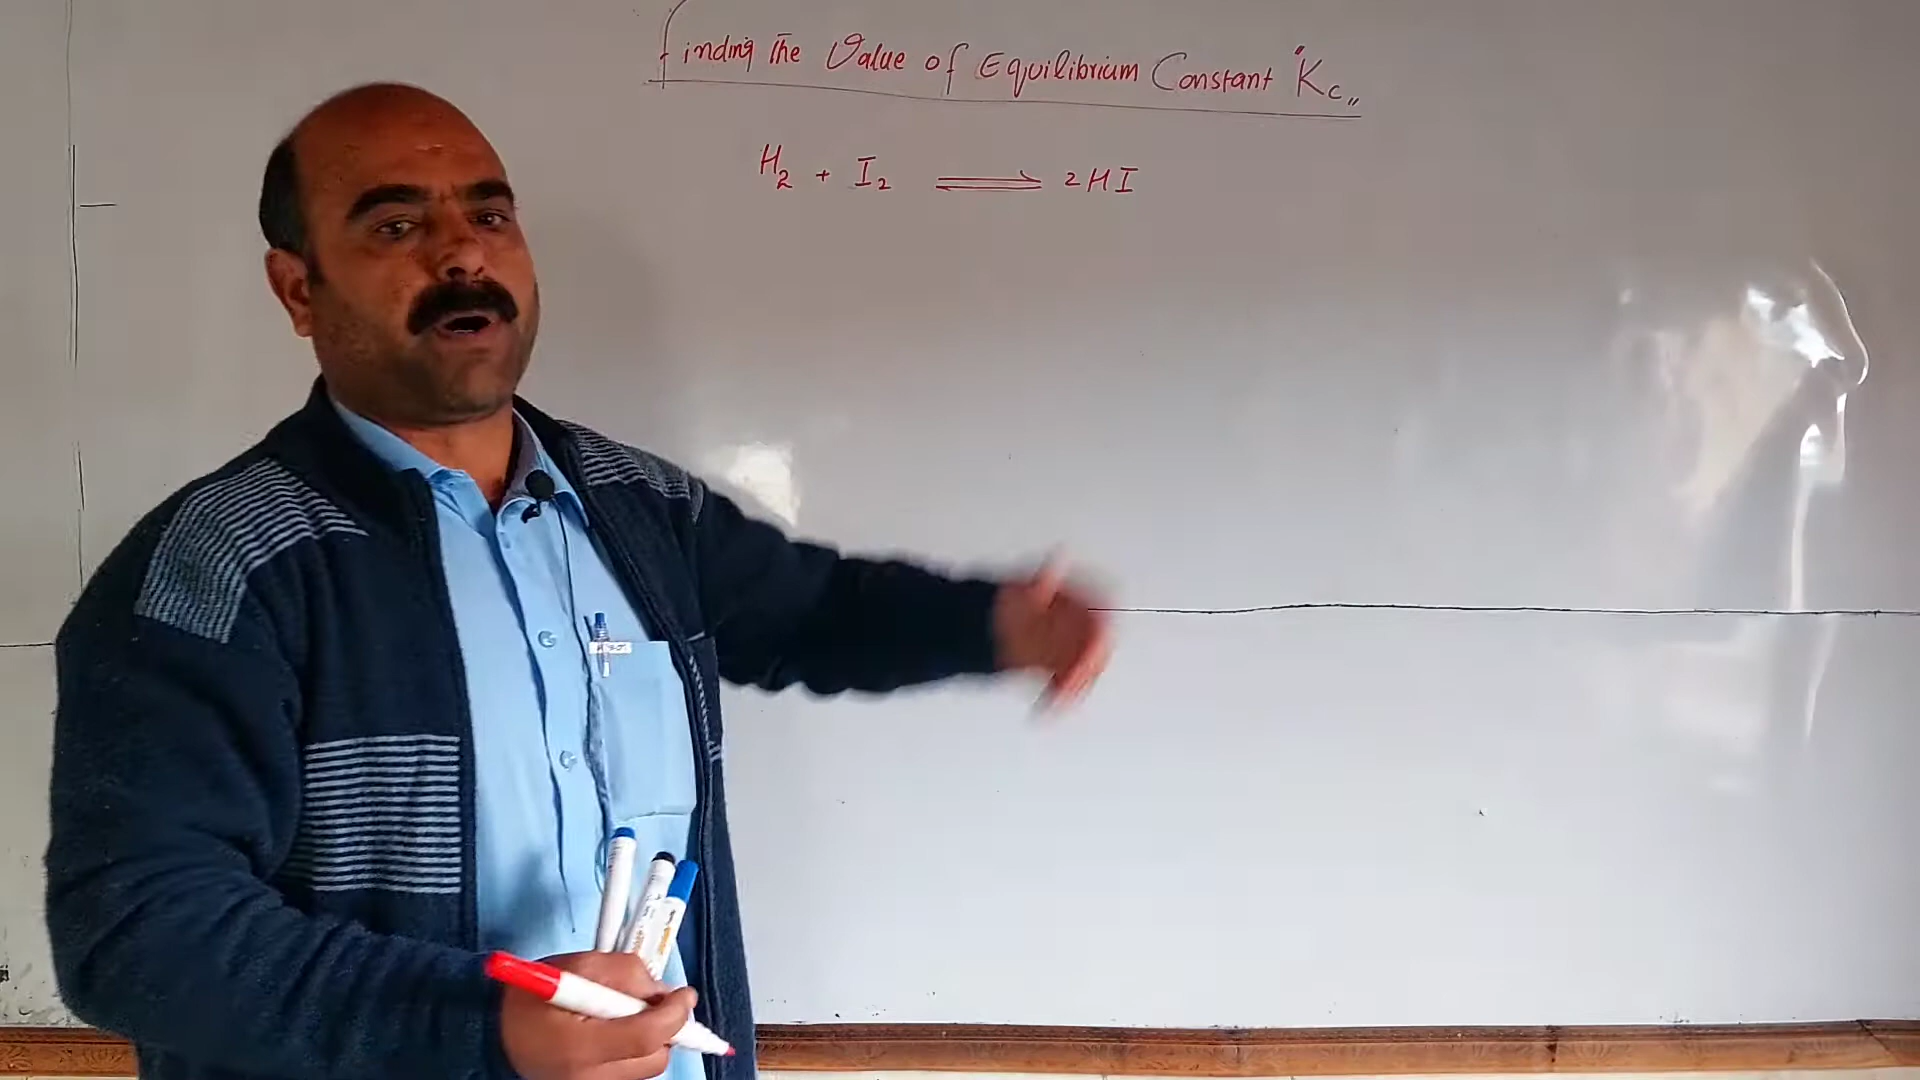 Finding The Value of Equilibrium Constant "Kc"
H₂ + I₂ ⇌ 2HI